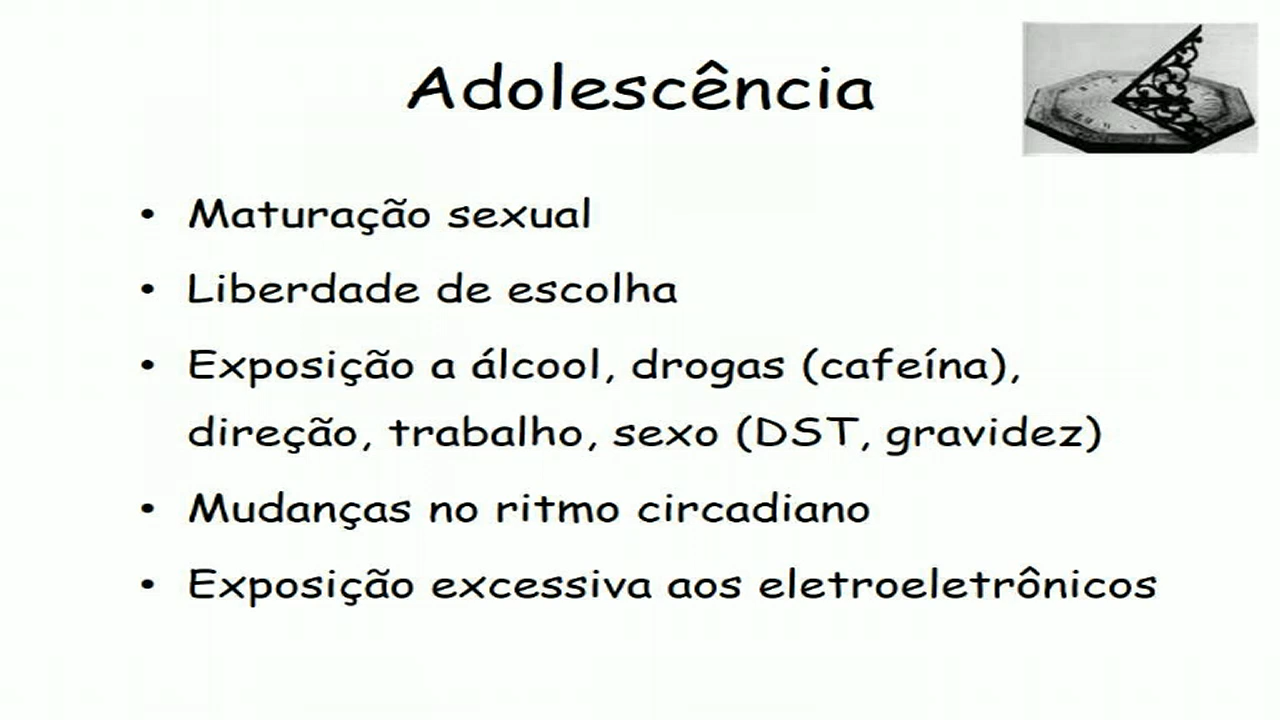 Adolescência
• Maturação sexual
• Liberdade de escolha
• Exposição a álcool, drogas (cafeína),
direção, trabalho, sexo (DST, gravidez)
• Mudanças no ritmo circadiano
• Exposição excessiva aos eletroeletrônicos